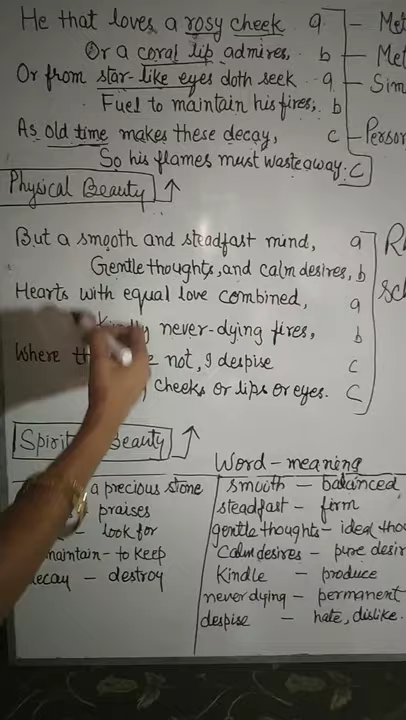 He that loves a rosy cheek a - Met
Or a coral lip admires, b - Met
Or from star-like eyes doth seek a - Sim
Fuel to maintain his fires; b
As old time makes these decay, c - Person
So his flames must waste away. c
Physical Beauty ↑
But a smooth and steadfast mind, a
Gentle thoughts, and calm desires, b
Hearts with equal love combined, a
never-dying fires, b
Where not, I despise c
cheeks or lips or eyes. c
Beauty ↑
Word - meaning
a precious stone
praises
- look for
maintain - to keep
decay - destroy
smooth - balanced
steadfast - firm
gentle thoughts - ideal tho
Calm desires - pure desir
Kindle - produce
never dying - permanent
despise - hate, dislike.